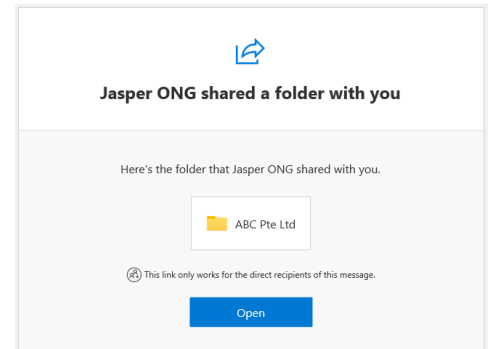 Jasper ONG shared a folder with you
Here's the folder that Jasper ONG shared with you.
ABC Pte Ltd
This link only works for the direct recipients of this message.
Open